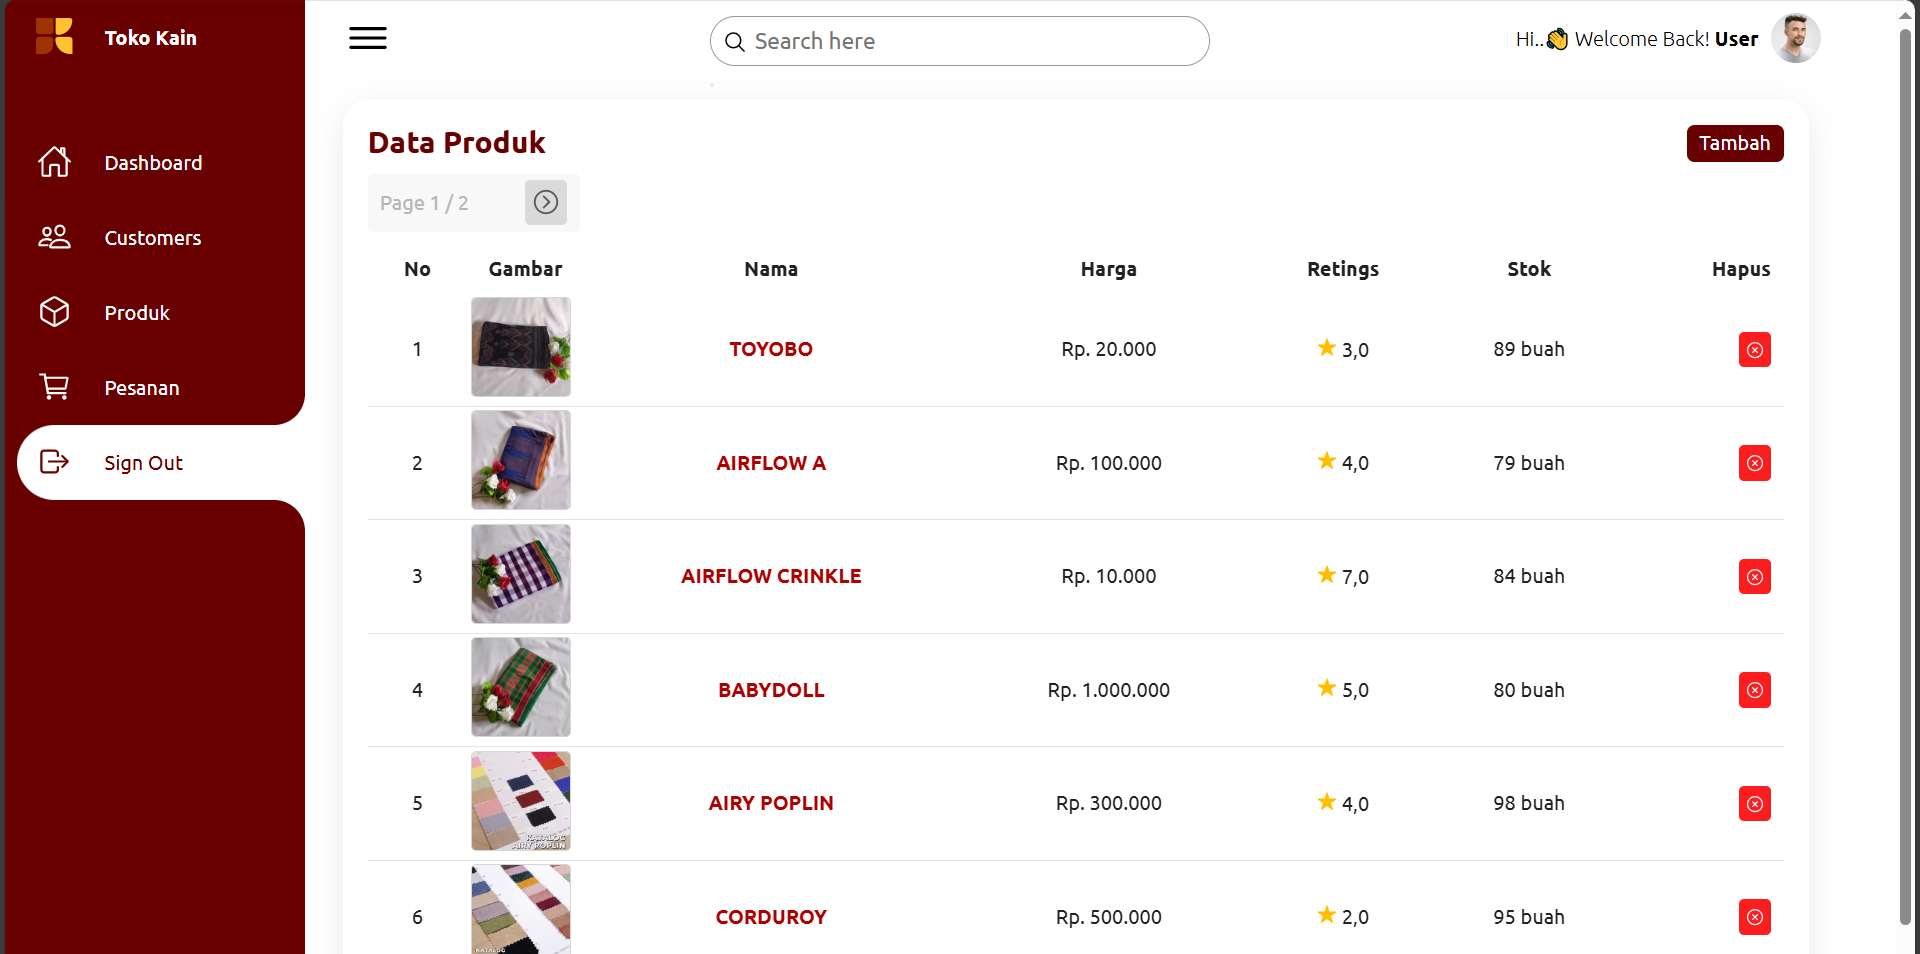 Toko Kain
Search here
Hi..👋 Welcome Back! User
Dashboard
Customers
Produk
Pesanan
Sign Out
Data Produk
Tambah
Page 1 / 2
No Gambar Nama Harga Retings Stok Hapus
1 TOYOBO Rp. 20.000 3,0 89 buah
2 AIRFLOW A Rp. 100.000 4,0 79 buah
3 AIRFLOW CRINKLE Rp. 10.000 7,0 84 buah
4 BABYDOLL Rp. 1.000.000 5,0 80 buah
5 AIRY POPLIN Rp. 300.000 4,0 98 buah
KATALOG
AIRY POPLIN
6 CORDUROY Rp. 500.000 2,0 95 buah
KATALOG